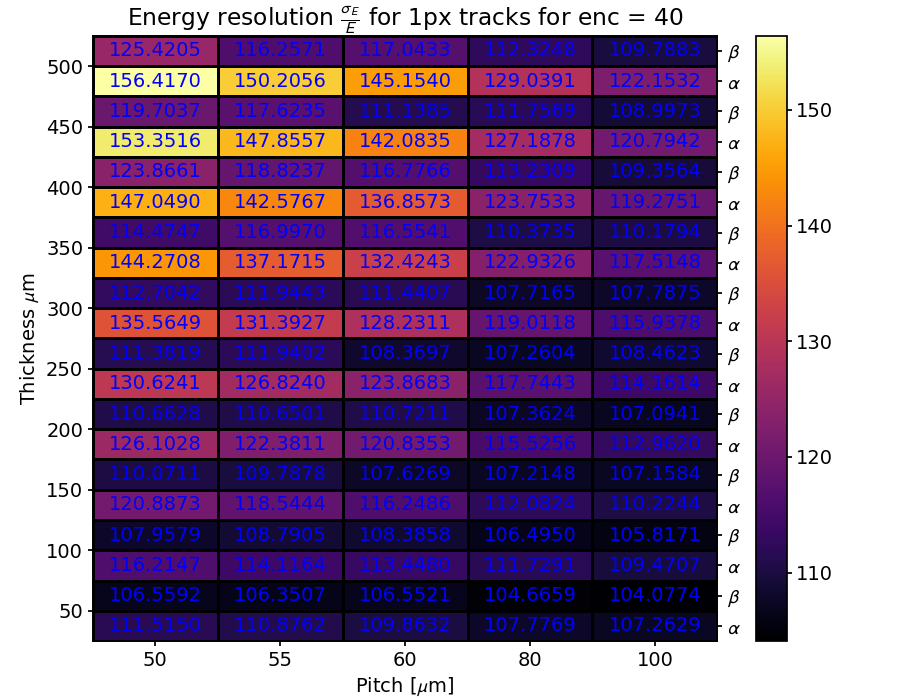 Energy resolution σE/E for 1px tracks for enc = 40
125.4205 116.2571 117.0433 112.3248 109.7883 β
500
156.4170 150.2056 145.1540 129.0391 122.1532 α
119.7037 117.6235 111.1385 111.7569 108.9973 β
450
153.3516 147.8557 142.0835 127.1878 120.7942 α
123.8661 118.8237 116.7766 113.2309 109.3564 β
400
147.0490 142.5767 136.8573 123.7533 119.2751 α
114.4747 116.9970 116.5541 110.3735 110.1794 β
350
144.2708 137.1715 132.4243 122.9326 117.5148 α
112.7042 111.9443 111.4407 107.7165 107.7875 β
300
135.5649 131.3927 128.2311 119.0118 115.9378 α
111.3819 111.9402 108.3697 107.2604 108.4623 β
250
130.6241 126.8240 123.8683 117.7443 114.1614 α
110.6628 110.6501 110.7211 107.3624 107.0941 β
200
126.1028 122.3811 120.8353 115.5256 112.9620 α
110.0711 109.7878 107.6269 107.2148 107.1584 β
150
120.8873 118.5444 116.2486 112.0824 110.2244 α
107.9579 108.7905 108.3858 106.4950 105.8171 β
100
116.2147 114.1164 113.4480 111.7291 109.4707 α
106.5592 106.3507 106.5521 104.6659 104.0774 β
50
111.5150 110.8762 109.8632 107.7769 107.2629 α
50 55 60 80 100
Pitch [μm]
Thickness μm
150
140
130
120
110